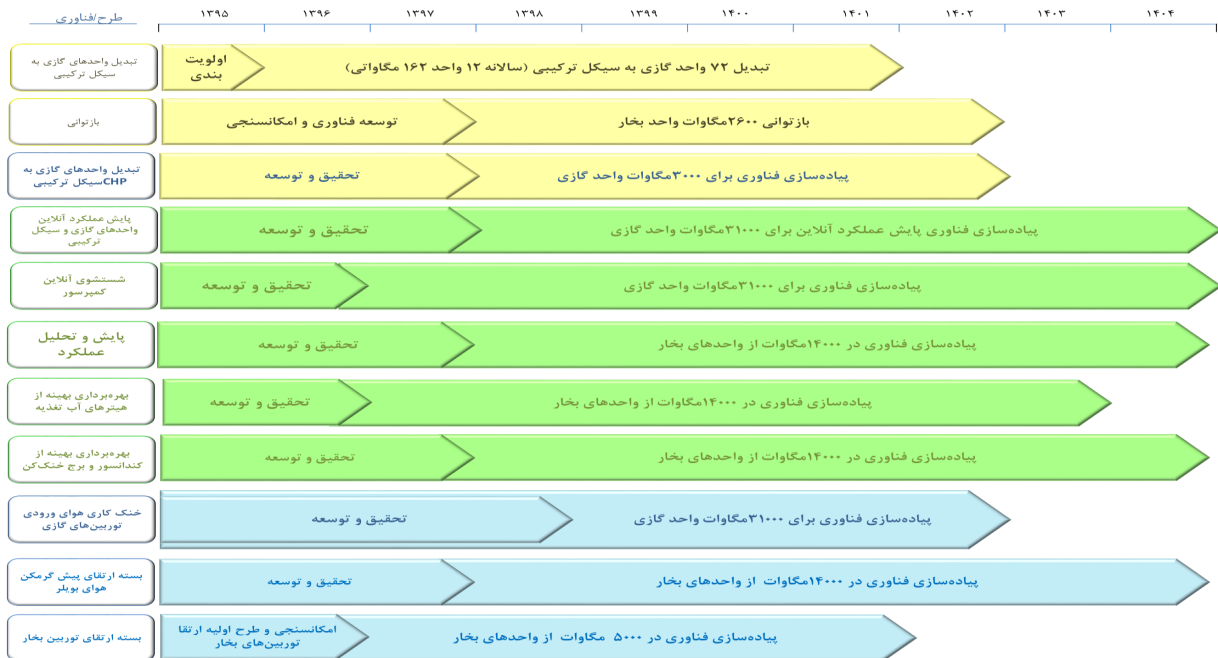 طرح/فناوری
۱۳۹۵ ۱۳۹۶ ۱۳۹۷ ۱۳۹۸ ۱۳۹۹ ۱۴۰۰ ۱۴۰۱ ۱۴۰۲ ۱۴۰۳ ۱۴۰۴
تبدیل واحدهای گازی به
سیکل ترکیبی
اولویت
بندی
تبدیل ۷۲ واحد گازی به سیکل ترکیبی (سالانه ۱۲ واحد ۱۶۲ مگاواتی)
بازتوانی
توسعه فناوری و امکانسنجی
بازتوانی ۲۶۰۰مگاوات واحد بخار
تبدیل واحدهای گازی به
CHPسیکل ترکیبی
تحقیق و توسعه
پیاده‌سازی فناوری برای ۳۰۰۰مگاوات واحد گازی
پایش عملکرد آنلاین
واحدهای گازی و سیکل
ترکیبی
تحقیق و توسعه
پیاده‌سازی فناوری پایش عملکرد آنلاین برای ۳۱۰۰۰مگاوات واحد گازی
شستشوی آنلاین
کمپرسور
تحقیق و توسعه
پیاده‌سازی فناوری برای ۳۱۰۰۰مگاوات واحد گازی
پایش و تحلیل
عملکرد
تحقیق و توسعه
پیاده‌سازی فناوری در ۱۴۰۰۰مگاوات از واحدهای بخار
بهره‌برداری بهینه از
هیترهای آب تغذیه
تحقیق و توسعه
پیاده‌سازی فناوری در ۱۴۰۰۰مگاوات از واحدهای بخار
بهره‌برداری بهینه از
کندانسور و برج خنک‌کن
تحقیق و توسعه
پیاده‌سازی فناوری در ۱۴۰۰۰مگاوات از واحدهای بخار
خنک کاری هوای ورودی
توربین‌های گازی
تحقیق و توسعه
پیاده‌سازی فناوری برای ۳۱۰۰۰مگاوات واحد گازی
بسته ارتقای پیش گرمکن
هوای بویلر
تحقیق و توسعه
پیاده‌سازی فناوری در ۱۴۰۰۰مگاوات از واحدهای بخار
بسته ارتقای توربین بخار
امکانسنجی و طرح اولیه ارتقا
توربین‌های بخار
پیاده‌سازی فناوری در ۵۰۰۰ مگاوات از واحدهای بخار